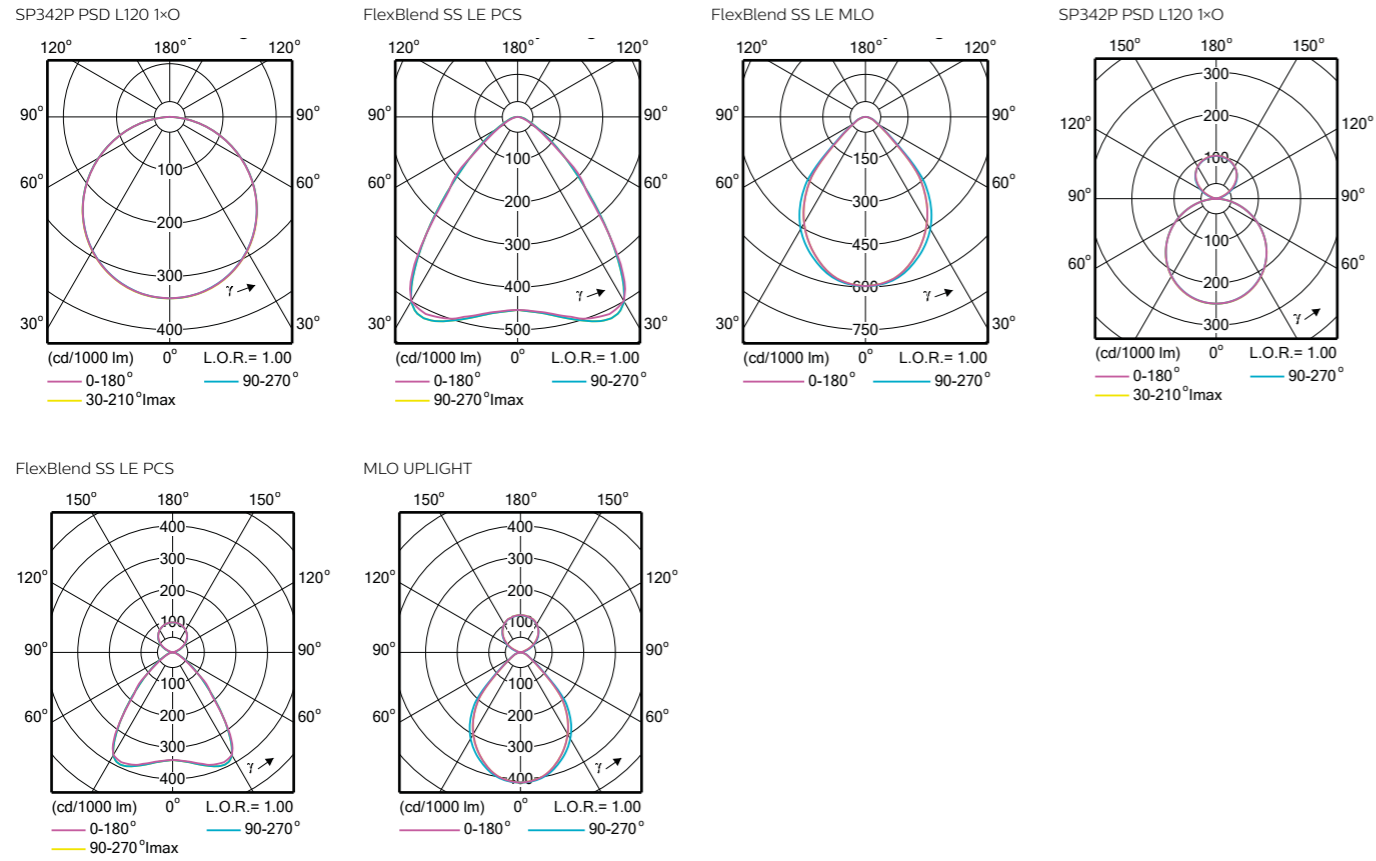 SP342P PSD L120 1×O
120° 180° 120°
90° 90°
100
60° 60°
200
300
30° 400 30°
(cd/1000 lm) 0° L.O.R.= 1.00
0-180° 90-270°
30-210°Imax
γ
FlexBlend SS LE PCS
120° 180° 120°
90° 90°
100
60° 200 60°
300
400
γ
30° 500 30°
(cd/1000 lm) 0° L.O.R.= 1.00
0-180° 90-270°
90-270°Imax
FlexBlend SS LE MLO
120° 180° 120°
90° 90°
150
60° 300 60°
450
600
γ
30° 750 30°
(cd/1000 lm) 0° L.O.R.= 1.00
0-180° 90-270°
SP342P PSD L120 1×O
150° 180° 150°
300
200
120° 120°
100
90° 90°
100
60° 60°
200
300
γ
(cd/1000 lm) 0° L.O.R.= 1.00
0-180° 90-270°
30-210°Imax
FlexBlend SS LE PCS
150° 180° 150°
400
300
120° 120°
200
100
90° 90°
100
60° 200 60°
300
400
γ
(cd/1000 lm) 0° L.O.R.= 1.00
0-180° 90-270°
90-270°Imax
MLO UPLIGHT
150° 180° 150°
400
300
120° 120°
200
100
90° 90°
100
60° 200 60°
300
400
γ
(cd/1000 lm) 0° L.O.R.= 1.00
0-180° 90-270°